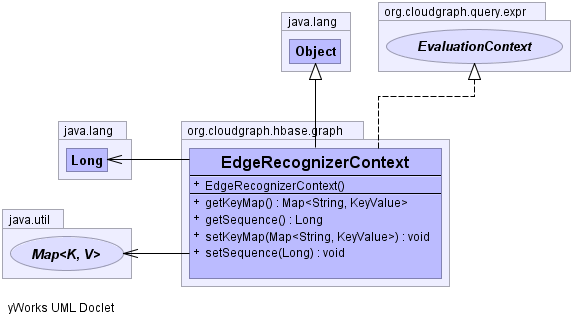 java.lang
Object
org.cloudgraph.query.expr
EvaluationContext
java.lang
Long
java.util
Map<K, V>
org.cloudgraph.hbase.graph
EdgeRecognizerContext
+ EdgeRecognizerContext()
+ getKeyMap() : Map<String, KeyValue>
+ getSequence() : Long
+ setKeyMap(Map<String, KeyValue>) : void
+ setSequence(Long) : void
yWorks UML Doclet